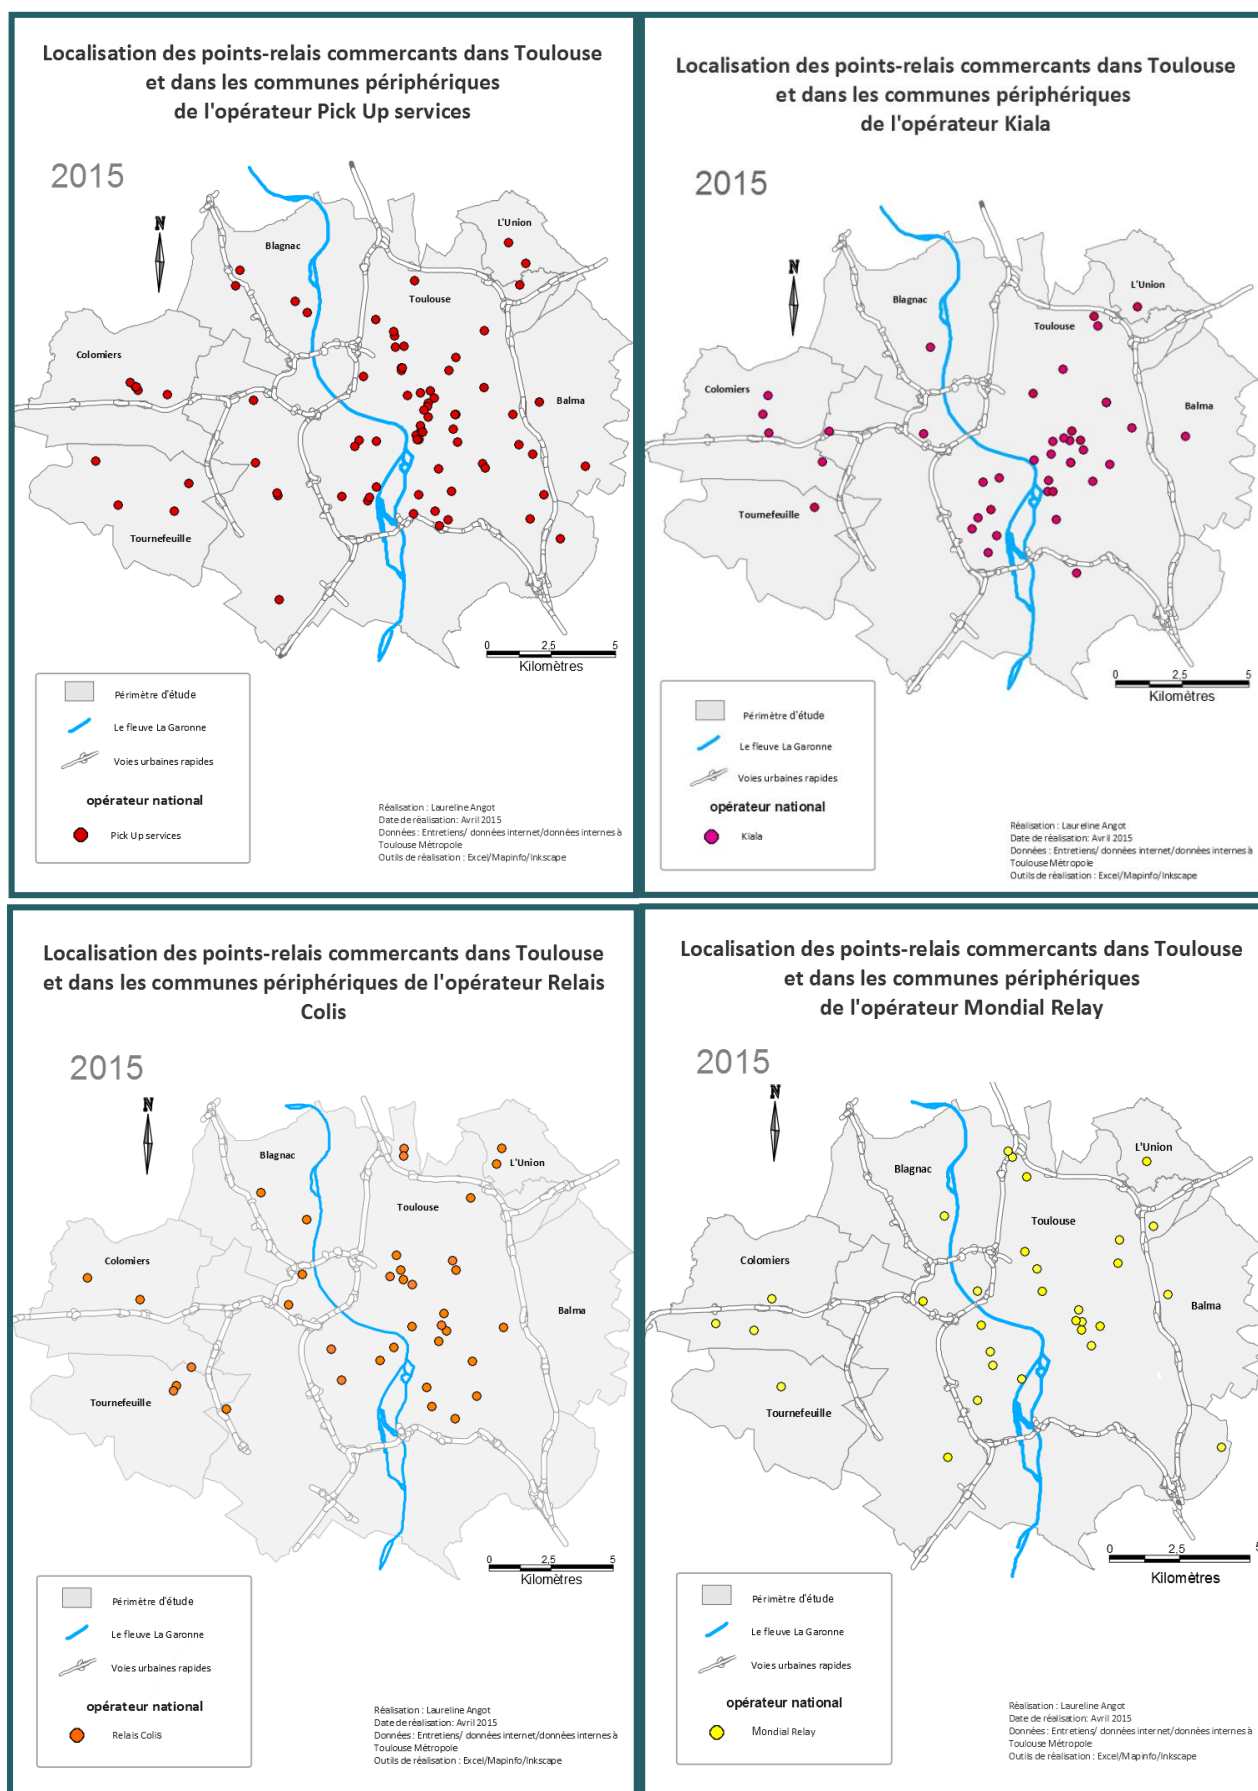 Localisation des points-relais commercants dans Toulouse
et dans les communes périphériques
de l'opérateur Pick Up services
2015
N
L'Union
Blagnac
Toulouse
Colomiers
Balma
Tournefeuille
0 2,5 5
Kilomètres
Périmètre d'étude
Le fleuve La Garonne
Voies urbaines rapides
opérateur national
Pick Up services
Réalisation : Laureline Angot
Date de réalisation: Avril 2015
Données: Entretiens/ données internet/données internes à
Toulouse Métropole
Outils de réalisation : Excel/Mapinfo/Inkscape
Localisation des points-relais commercants dans Toulouse
et dans les communes périphériques
de l'opérateur Kiala
2015
N
L'Union
Blagnac
Toulouse
Colomiers
Balma
Tournefeuille
0 2,5 5
Kilomètres
Périmètre d'étude
Le fleuve La Garonne
Voies urbaines rapides
opérateur national
Kiala
Réalisation : Laureline Angot
Date de réalisation: Avril 2015
Données : Entretiens/ données internet/données internes à
Toulouse Métropole
Outils de réalisation : Excel/Mapinfo/Inkscape
Localisation des points-relais commercants dans Toulouse
et dans les communes périphériques de l'opérateur Relais
Colis
2015
N
Blagnac
L'Union
Toulouse
Colomiers
Balma
Tournefeuille
0 2,5 5
Kilomètres
Périmètre d'étude
Le fleuve La Garonne
Voies urbaines rapides
opérateur national
Relais Colis
Réalisation : Laureline Angot
Date de réalisation: Avril 2015
Données : Entretiens/ données internet/données internes à
Toulouse Métropole
Outils de réalisation : Excel/Mapinfo/Inkscape
Localisation des points-relais commercants dans Toulouse
et dans les communes périphériques
de l'opérateur Mondial Relay
2015
N
L'Union
Blagnac
Toulouse
Colomiers
Balma
Tournefeuille
0 2,5 5
Kilomètres
Périmètre d'étude
Le fleuve La Garonne
Voies urbaines rapides
opérateur national
Mondial Relay
Réalisation : Laureline Angot
Date de réalisation: Avril 2015
Données : Entretiens/ données internet/données internes à
Toulouse Métropole
Outils de réalisation : Excel/Mapinfo/Inkscape